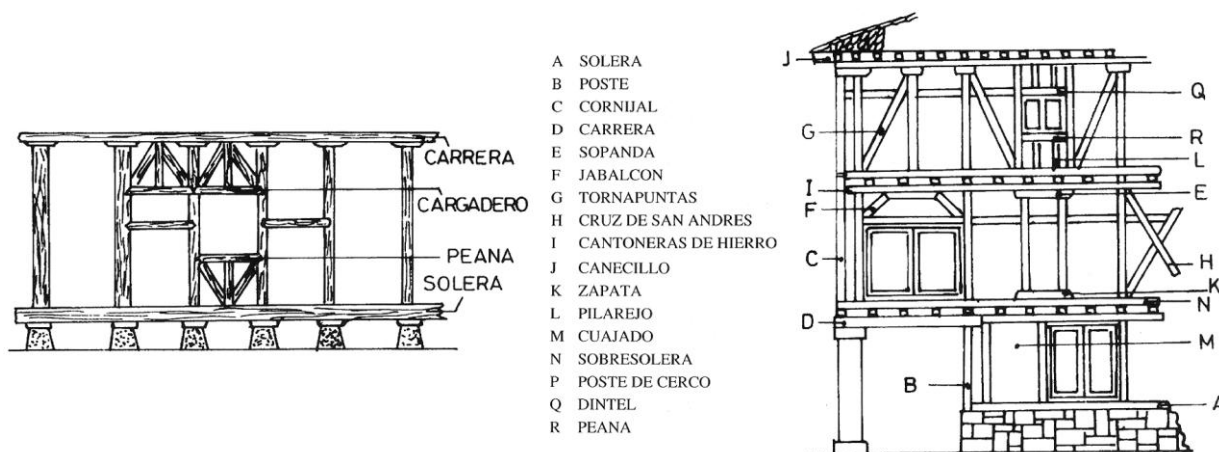 CARRERA
CARGADERO
PEANA
SOLERA
A SOLERA
B POSTE
C CORNIJAL
D CARRERA
E SOPANDA
F JABALCON
G TORNAPUNTAS
H CRUZ DE SAN ANDRES
I CANTONERAS DE HIERRO
J CANECILLO
K ZAPATA
L PILAREJO
M CUAJADO
N SOBRESOLERA
P POSTE DE CERCO
Q DINTEL
R PEANA
J
Q
G
R
L
I
E
F
C
H
K
N
D
M
B
A